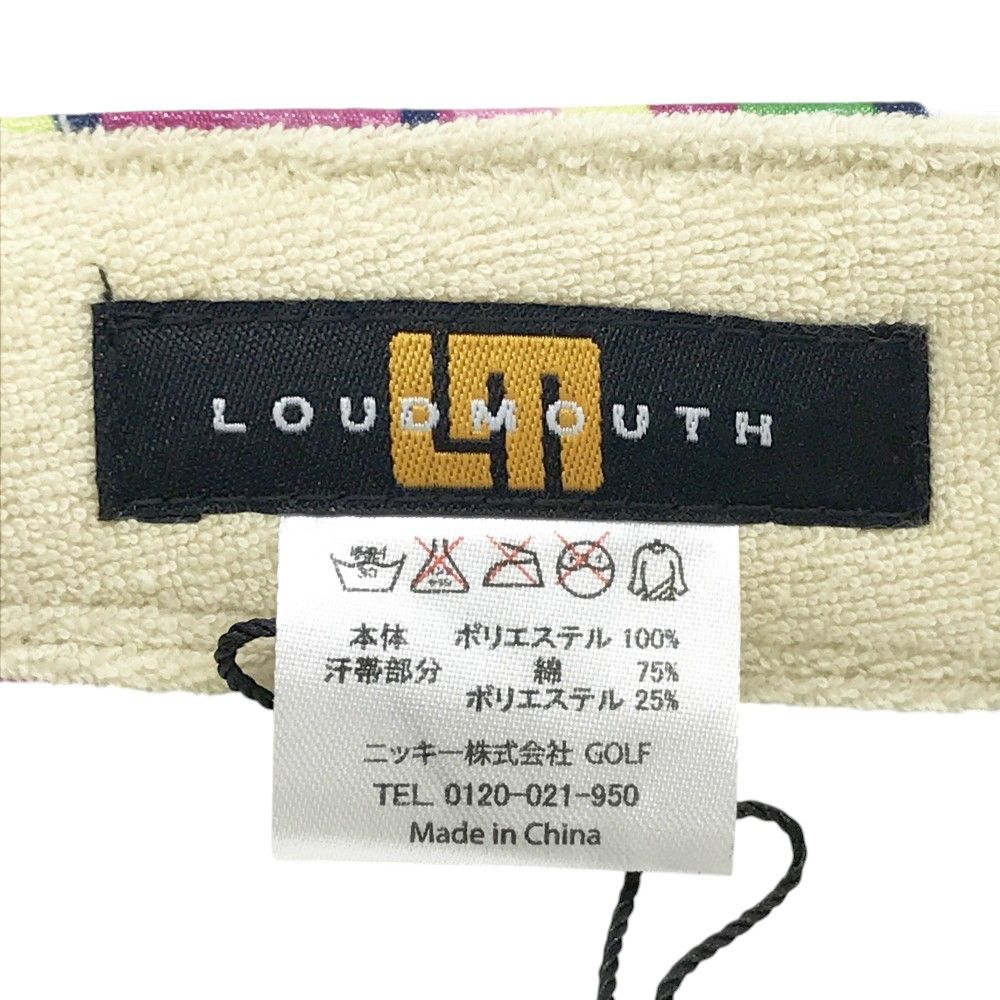 LOUDMOUTH
30
本体 ポリエステル 100%
汗帯部分 綿 75%
ポリエステル 25%
ニッキー株式会社 GOLF
TEL. 0120-021-950
Made in China